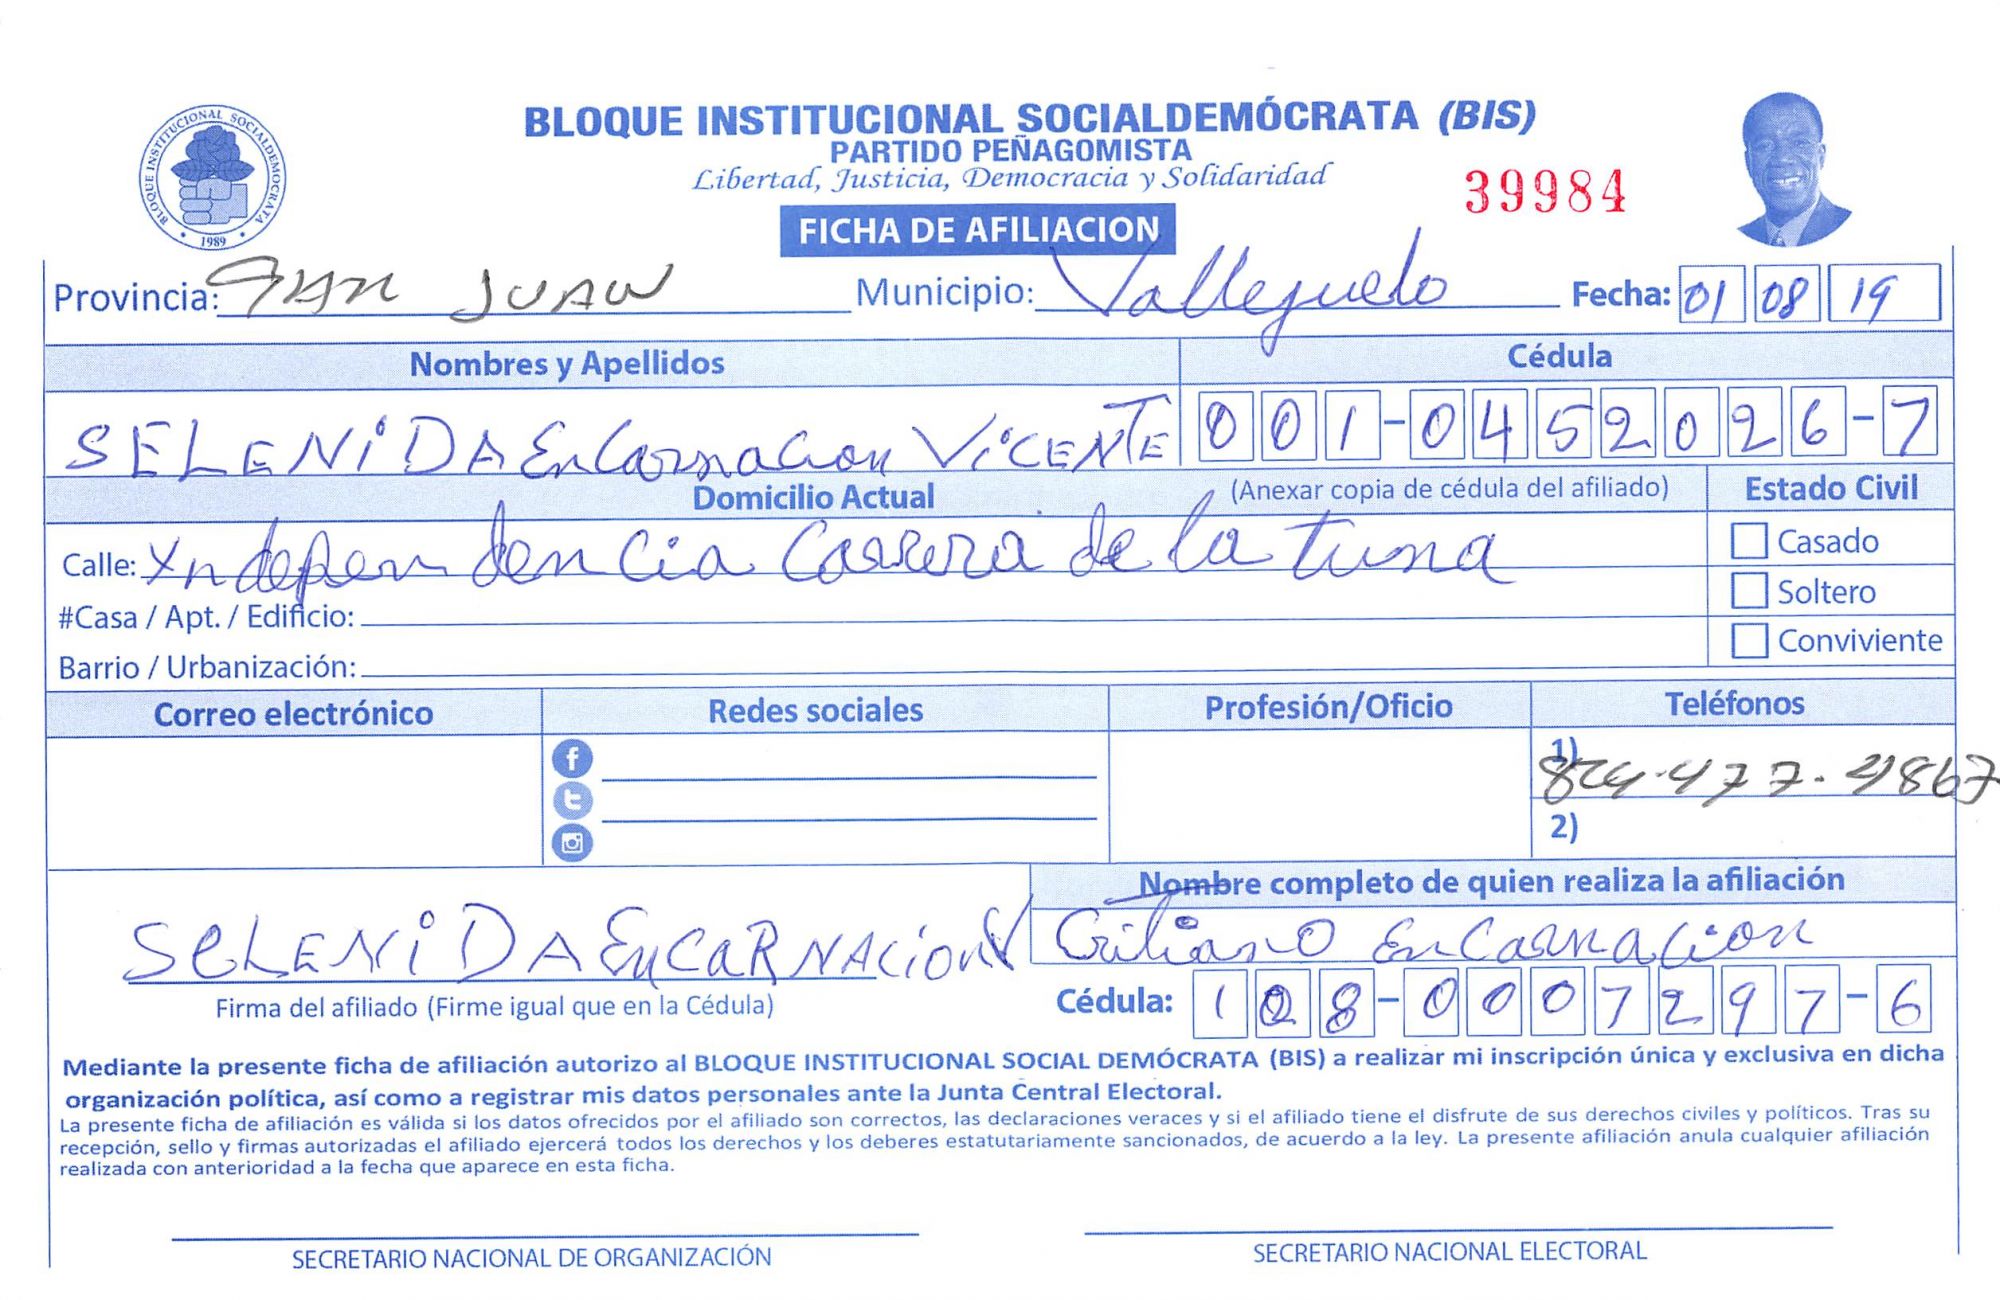 BLOQUE INSTITUCIONAL SOCIALDEMÓCRATA (BIS)
PARTIDO PEÑAGOMISTA
Libertad, Justicia, Democracia y Solidaridad
BLOQUE INSTITUCIONAL SOCIALDEMOCRATA
1989
39984
FICHA DE AFILIACION
Provincia: San JUAN Municipio: Vallejuelo Fecha: 01 08 19
Nombres y Apellidos Cédula
SELENiDA Encarnacion ViCENTE 001-0452026-7
Domicilio Actual (Anexar copia de cédula del afiliado) Estado Civil
Calle: Yndependencia Carrera de la tuna Casado
#Casa / Apt. / Edificio: Soltero
Barrio / Urbanización: Conviviente
Correo electrónico Redes sociales Profesión/Oficio Teléfonos
1) 829-477-4867
2)
Nombre completo de quien realiza la afiliación
SELENiDA EnCARNACiON V Encarnacion
Firma del afiliado (Firme igual que en la Cédula) Cédula: 108-0007297-6
Mediante la presente ficha de afiliación autorizo al BLOQUE INSTITUCIONAL SOCIAL DEMÓCRATA (BIS) a realizar mi inscripción única y exclusiva en dicha
organización política, así como a registrar mis datos personales ante la Junta Central Electoral.
La presente ficha de afiliación es válida si los datos ofrecidos por el afiliado son correctos, las declaraciones veraces y si el afiliado tiene el disfrute de sus derechos civiles y políticos. Tras su
recepción, sello y firmas autorizadas el afiliado ejercerá todos los derechos y los deberes estatutariamente sancionados, de acuerdo a la ley. La presente afiliación anula cualquier afiliación
realizada con anterioridad a la fecha que aparece en esta ficha.
SECRETARIO NACIONAL DE ORGANIZACIÓN SECRETARIO NACIONAL ELECTORAL